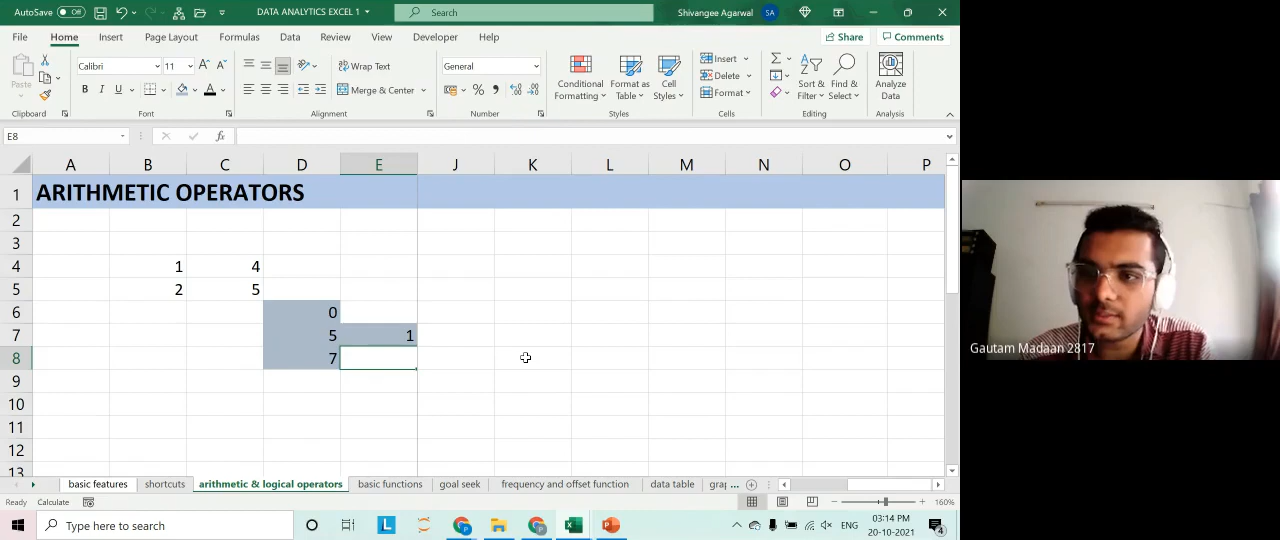 AutoSave Off DATA ANALYTICS EXCEL 1 Search Shivangee Agarwal SA
File Home Insert Page Layout Formulas Data Review View Developer Help Share Comments
Paste Calibri 11 A A Wrap Text General Conditional Formatting Format as Table Cell Styles Insert Sort & Filter Find & Select Analyze Data
B I U A Merge & Center % Delete
Format
Clipboard Font Alignment Number Styles Cells Editing Analysis
E8 fx
A B C D E J K L M N O P
1 ARITHMETIC OPERATORS
2
3
4 1 4
5 2 5
6 0
7 5 1
8 7
9
10
11
12
13
Gautam Madaan 2817
basic features shortcuts arithmetic & logical operators basic functions goal seek frequency and offset function data table grap ...
Ready Calculate 160%
Type here to search L ENG 03:14 PM 20-10-2021 4